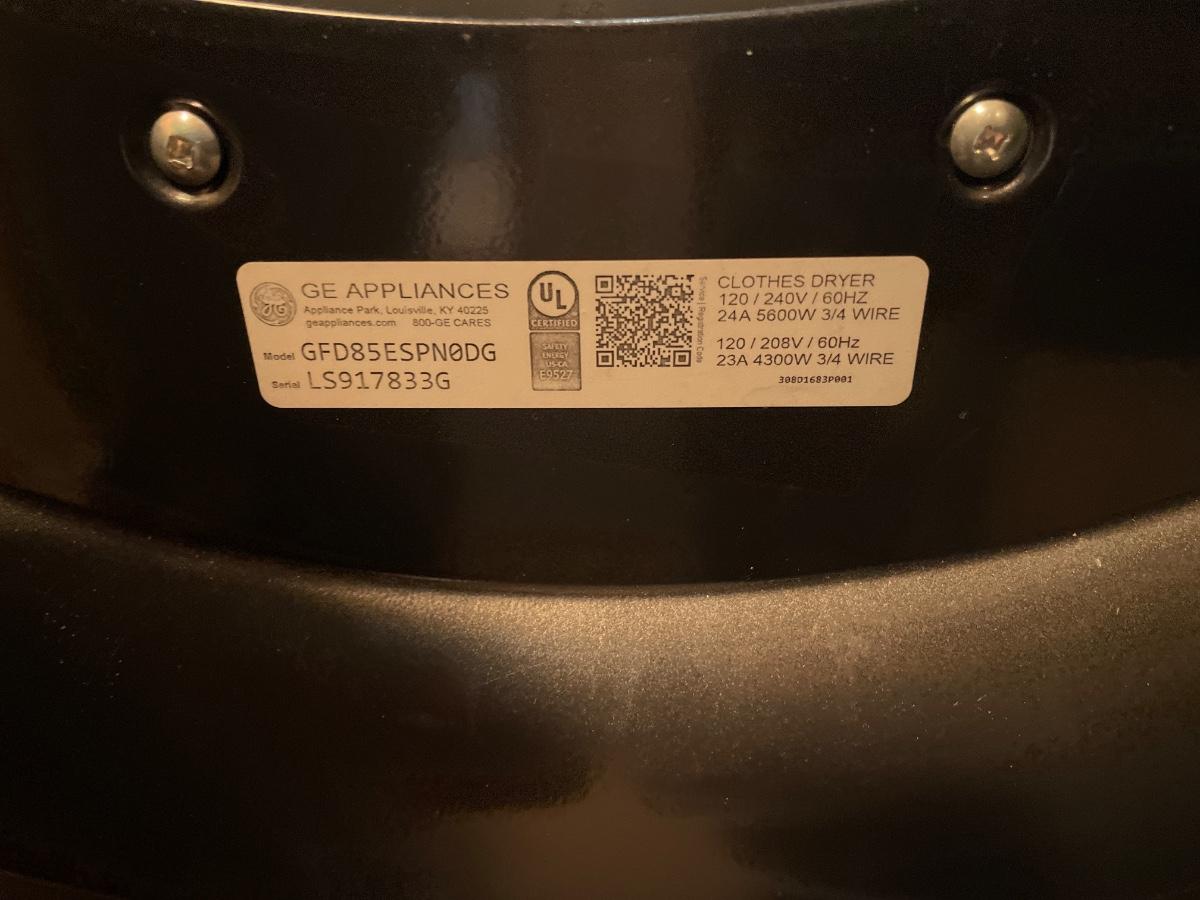 GE APPLIANCES
Appliance Park, Louisville, KY 40225
geappliances.com 800-GE CARES
Model GFD85ESPN0DG
Serial LS917833G
UL
CERTIFIED
SAFETY
ENERGY
US-CA
E9527
Service | Registration Code
CLOTHES DRYER
120 / 240V / 60HZ
24A 5600W 3/4 WIRE
120 / 208V / 60Hz
23A 4300W 3/4 WIRE
308D1683P001